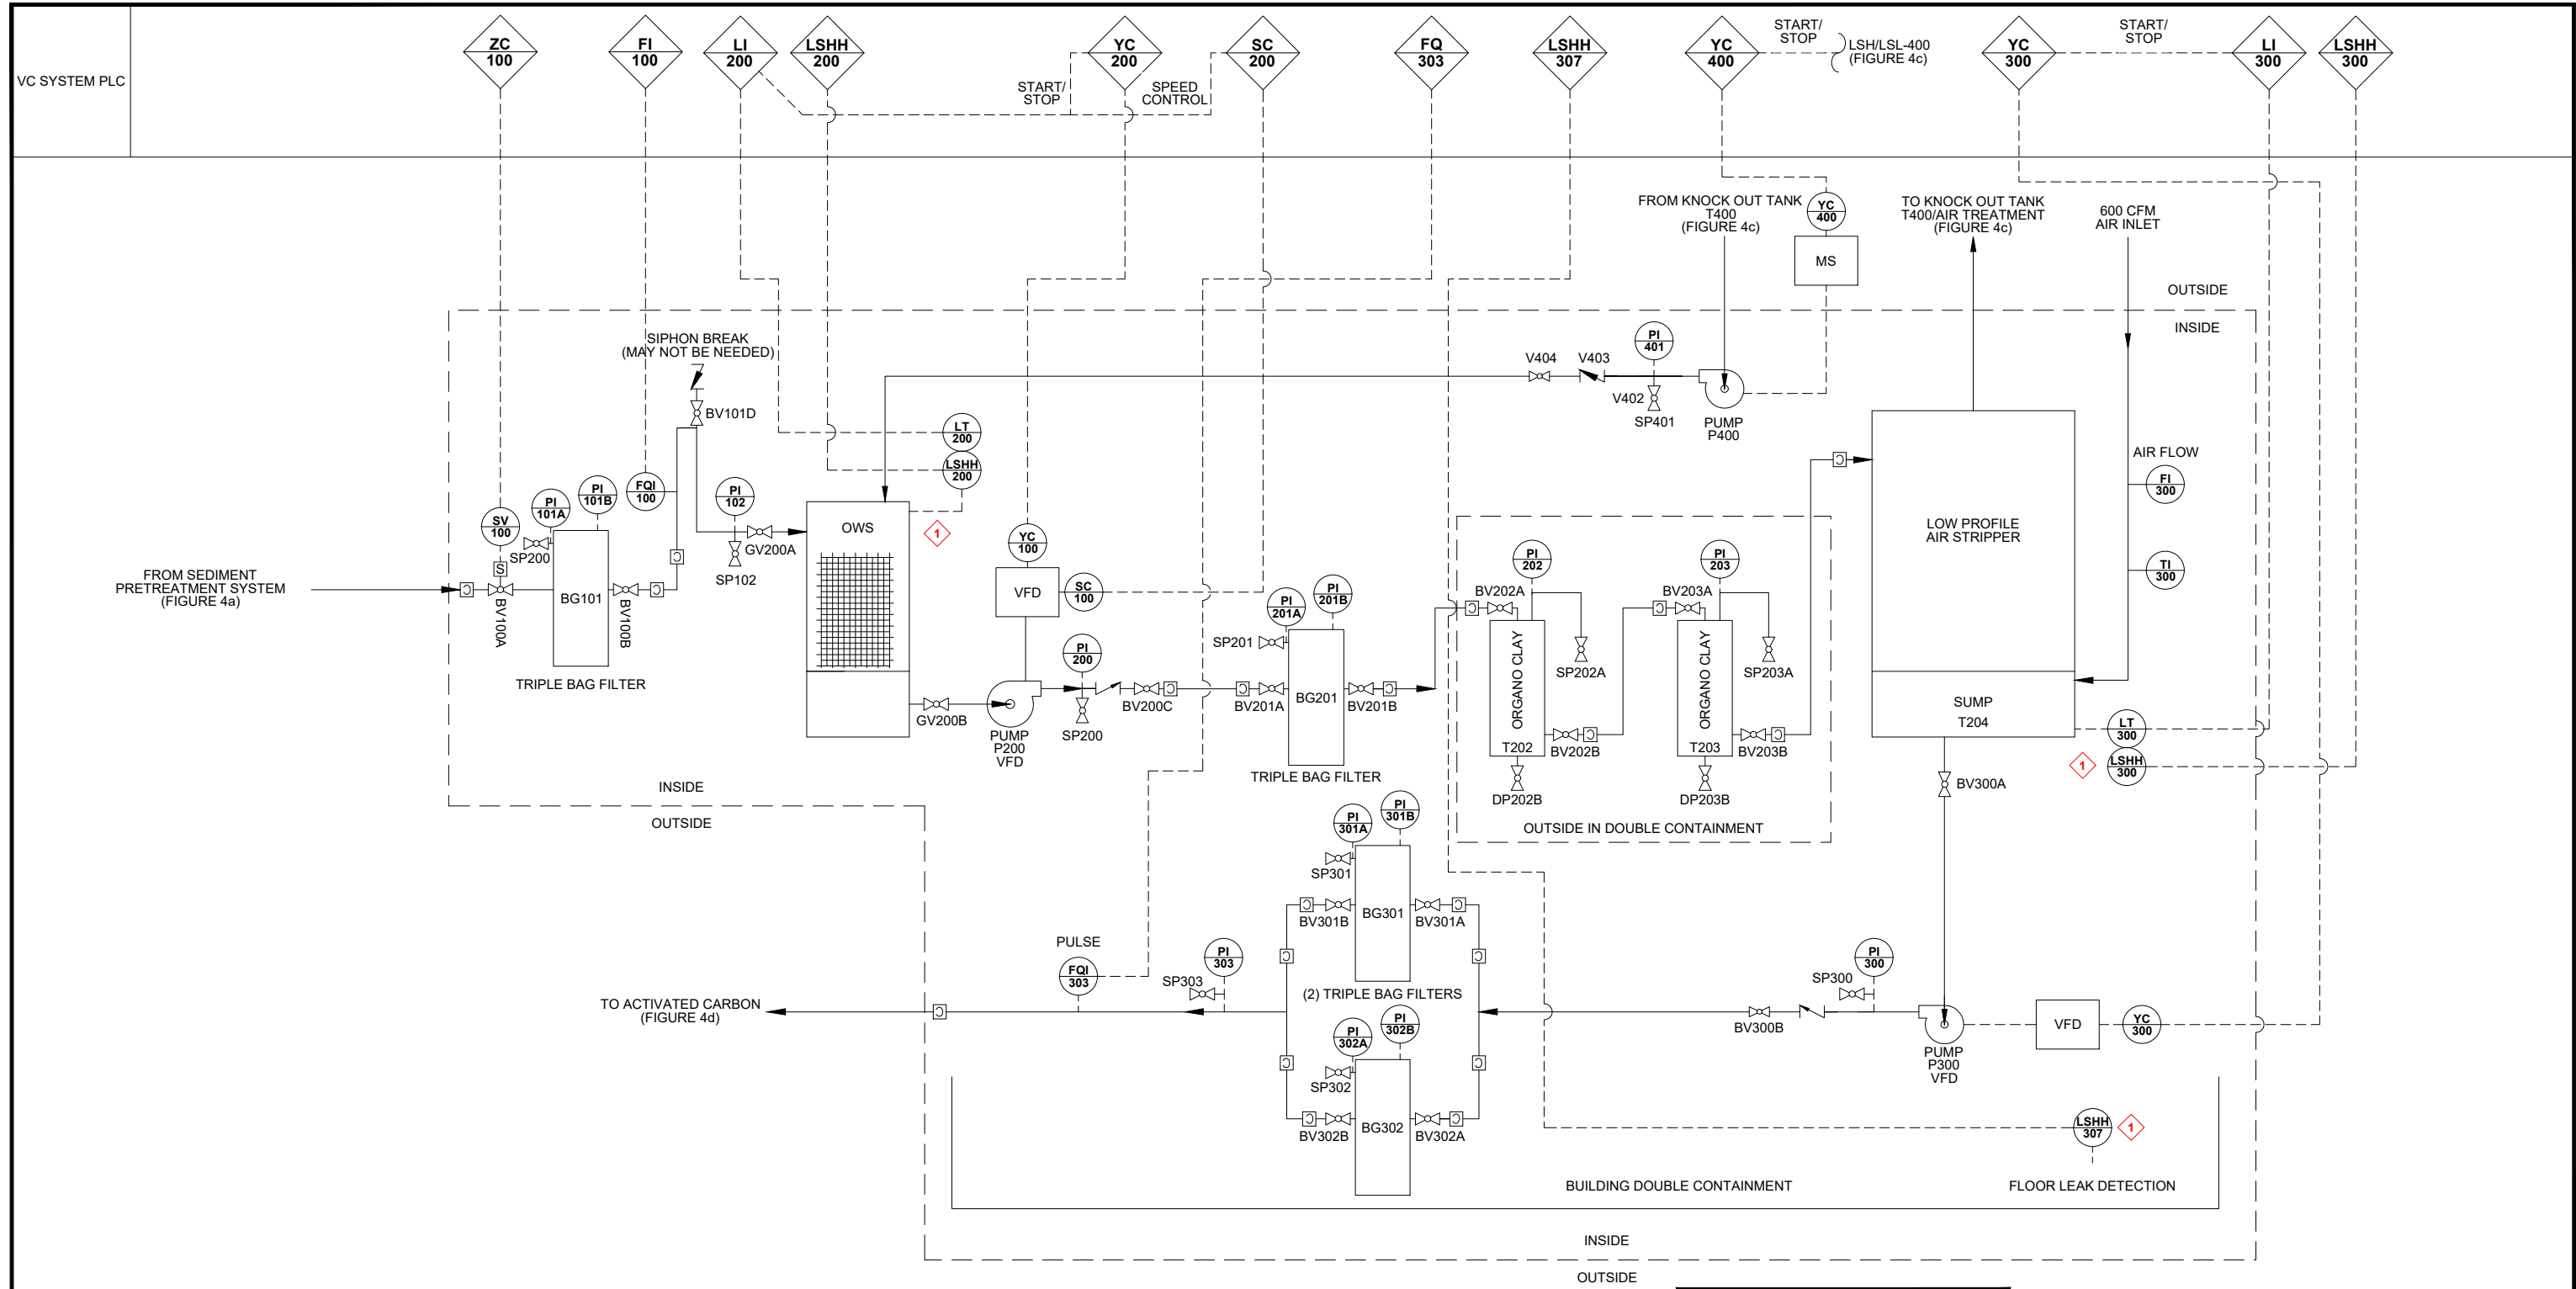 VC SYSTEM PLC
ZC
100
FI
100
LI
200
LSHH
200
START/
STOP
YC
200
SPEED
CONTROL
SC
200
FQ
303
LSHH
307
YC
400
START/
STOP
LSH/LSL-400
(FIGURE 4c)
YC
300
START/
STOP
LI
300
LSHH
300
FROM KNOCK OUT TANK
T400
(FIGURE 4c)
YC
400
MS
TO KNOCK OUT TANK
T400/AIR TREATMENT
(FIGURE 4c)
600 CFM
AIR INLET
OUTSIDE
INSIDE
SIPHON BREAK
(MAY NOT BE NEEDED)
BV101D
V404
V403
PI
401
V402
SP401
PUMP
P400
LT
200
LSHH
200
1
OWS
FROM SEDIMENT
PRETREATMENT SYSTEM
(FIGURE 4a)
C
SV
100
S
BV100A
PI
101A
PI
101B
SP200
BG101
BV100B
C
C
TRIPLE BAG FILTER
FQI
100
PI
102
GV200A
SP102
YC
100
VFD
SC
100
GV200B
PUMP
P200
VFD
PI
200
SP200
BV200C
C
C
BV201A
SP201
PI
201A
PI
201B
BG201
BV201B
C
TRIPLE BAG FILTER
C
BV202A
PI
202
ORGANO CLAY
T202
SP202A
BV202B
C
DP202B
C
BV203A
PI
203
ORGANO CLAY
T203
SP203A
BV203B
C
DP203B
OUTSIDE IN DOUBLE CONTAINMENT
C
LOW PROFILE
AIR STRIPPER
SUMP
T204
AIR FLOW
FI
300
TI
300
LT
300
LSHH
300
1
BV300A
INSIDE
OUTSIDE
PI
301A
PI
301B
SP301
BG301
C
BV301B
BV301A
C
C
C
(2) TRIPLE BAG FILTERS
PI
302A
PI
302B
SP302
BG302
C
C
BV302B
C
BV302A
PULSE
FQI
303
SP303
PI
303
C
TO ACTIVATED CARBON
(FIGURE 4d)
BV300B
SP300
PI
300
PUMP
P300
VFD
VFD
YC
300
LSHH
307
1
BUILDING DOUBLE CONTAINMENT
FLOOR LEAK DETECTION
INSIDE
OUTSIDE